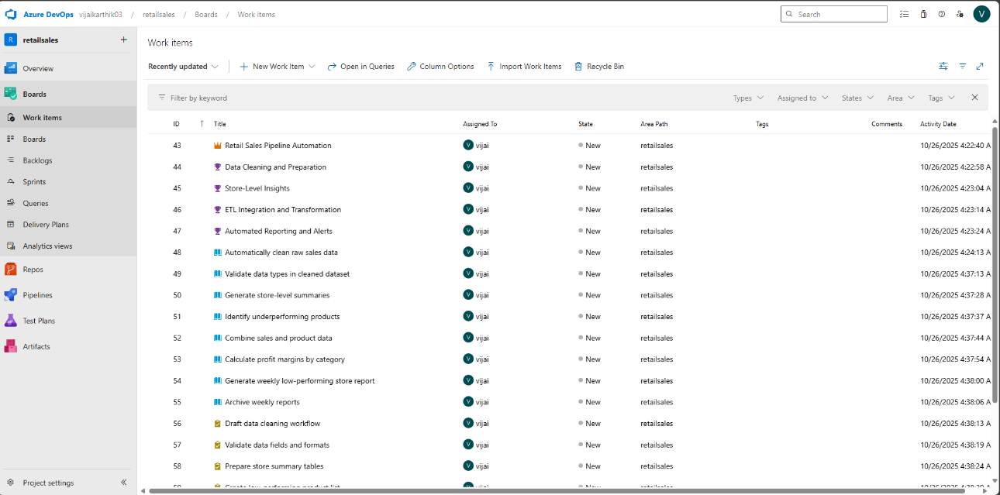 Azure DevOps vijaikarthik03 / retailsales / Boards / Work items Search V
R retailsales +
Overview
Boards
Work items
Boards
Backlogs
Sprints
Queries
Delivery Plans
Analytics views
Repos
Pipelines
Test Plans
Artifacts
Project settings
Work items
Recently updated New Work Item Open in Queries Column Options Import Work Items Recycle Bin
Filter by keyword Types Assigned to States Area Tags
ID ↑ Title Assigned To State Area Path Tags Comments Activity Date
43 Retail Sales Pipeline Automation V vijai New retailsales 10/26/2025 4:22:40 A
44 Data Cleaning and Preparation V vijai New retailsales 10/26/2025 4:22:58 A
45 Store-Level Insights V vijai New retailsales 10/26/2025 4:23:04 A
46 ETL Integration and Transformation V vijai New retailsales 10/26/2025 4:23:14 A
47 Automated Reporting and Alerts V vijai New retailsales 10/26/2025 4:23:24 A
48 Automatically clean raw sales data V vijai New retailsales 10/26/2025 4:24:13 A
49 Validate data types in cleaned dataset V vijai New retailsales 10/26/2025 4:37:13 A
50 Generate store-level summaries V vijai New retailsales 10/26/2025 4:37:28 A
51 Identify underperforming products V vijai New retailsales 10/26/2025 4:37:37 A
52 Combine sales and product data V vijai New retailsales 10/26/2025 4:37:44 A
53 Calculate profit margins by category V vijai New retailsales 10/26/2025 4:37:54 A
54 Generate weekly low-performing store report V vijai New retailsales 10/26/2025 4:38:00 A
55 Archive weekly reports V vijai New retailsales 10/26/2025 4:38:06 A
56 Draft data cleaning workflow V vijai New retailsales 10/26/2025 4:38:13 A
57 Validate data fields and formats V vijai New retailsales 10/26/2025 4:38:19 A
58 Prepare store summary tables V vijai New retailsales 10/26/2025 4:38:24 A